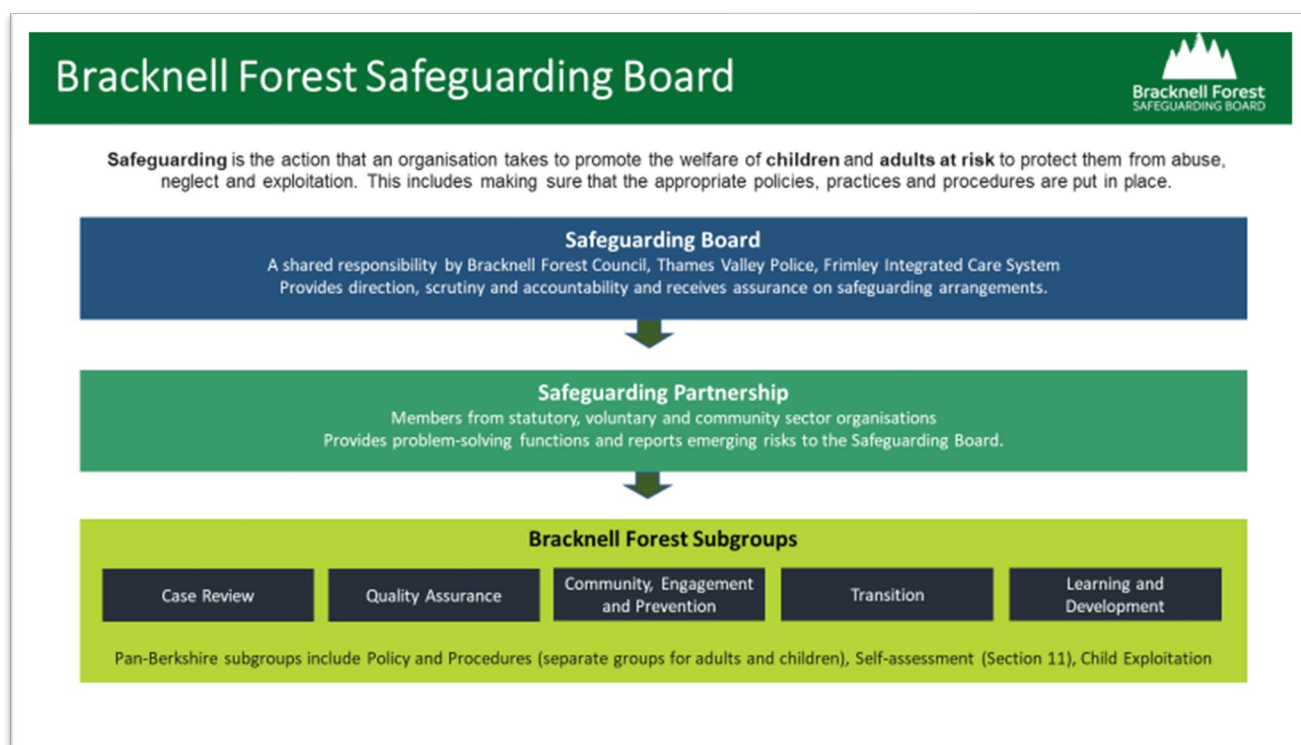 Bracknell Forest Safeguarding Board
Bracknell Forest
SAFEGUARDING BOARD
Safeguarding is the action that an organisation takes to promote the welfare of children and adults at risk to protect them from abuse,
neglect and exploitation. This includes making sure that the appropriate policies, practices and procedures are put in place.
Safeguarding Board
A shared responsibility by Bracknell Forest Council, Thames Valley Police, Frimley Integrated Care System
Provides direction, scrutiny and accountability and receives assurance on safeguarding arrangements.
Safeguarding Partnership
Members from statutory, voluntary and community sector organisations
Provides problem-solving functions and reports emerging risks to the Safeguarding Board.
Bracknell Forest Subgroups
Case Review
Quality Assurance
Community, Engagement
and Prevention
Transition
Learning and
Development
Pan-Berkshire subgroups include Policy and Procedures (separate groups for adults and children), Self-assessment (Section 11), Child Exploitation